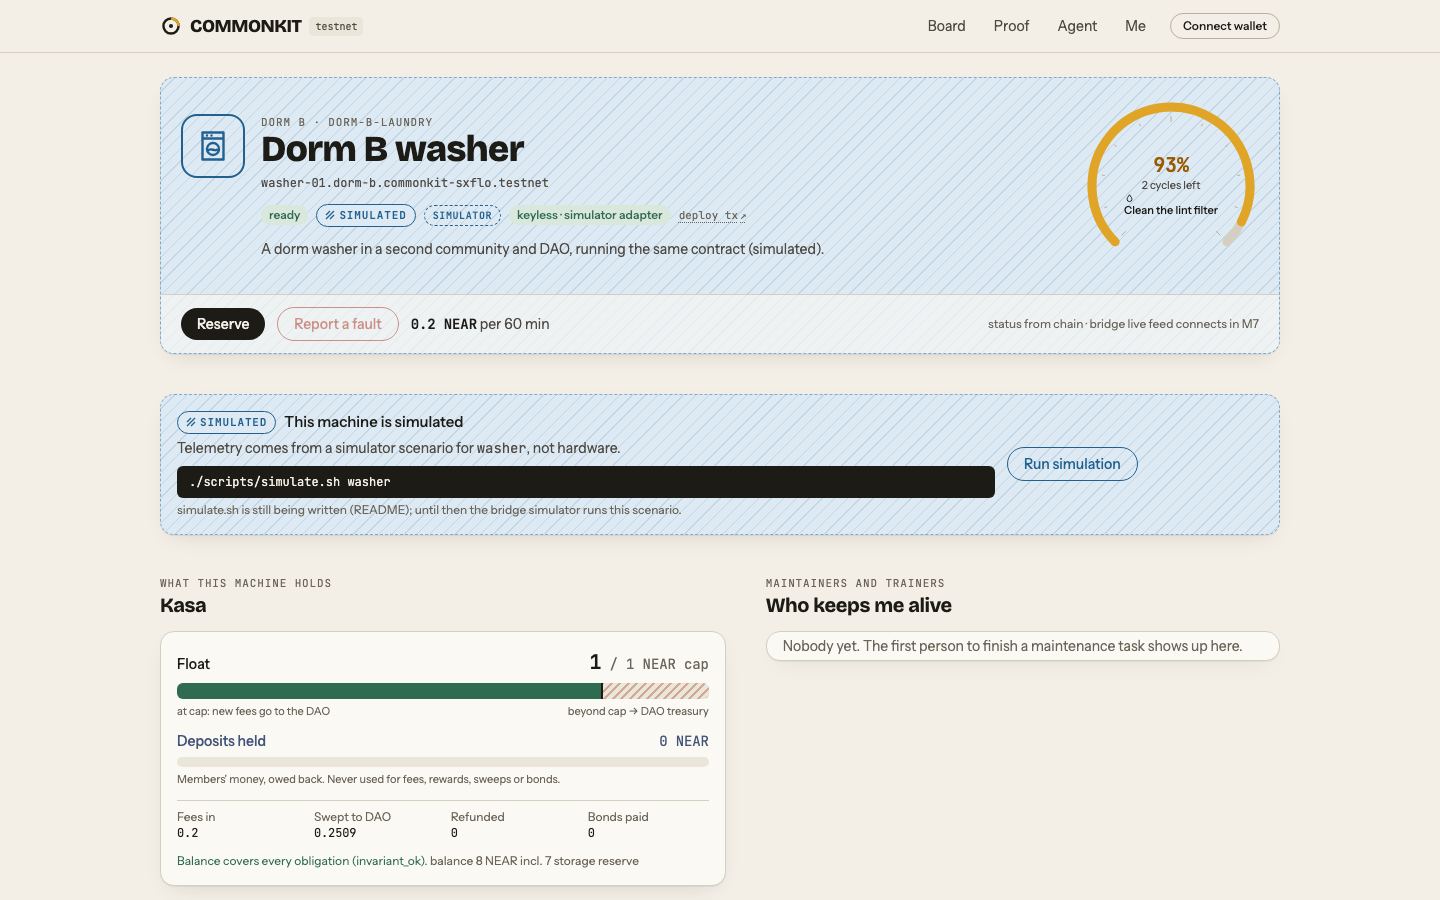 COMMONKIT testnet
Board Proof Agent Me Connect wallet
DORM B · DORM-B-LAUNDRY
Dorm B washer
washer-01.dorm-b.commonkit-sxflo.testnet
ready SIMULATED SIMULATOR keyless · simulator adapter deploy tx ↗
A dorm washer in a second community and DAO, running the same contract (simulated).
93%
2 cycles left
Clean the lint filter
Reserve Report a fault 0.2 NEAR per 60 min
status from chain · bridge live feed connects in M7
SIMULATED This machine is simulated
Telemetry comes from a simulator scenario for washer, not hardware.
./scripts/simulate.sh washer
Run simulation
simulate.sh is still being written (README); until then the bridge simulator runs this scenario.
WHAT THIS MACHINE HOLDS
Kasa
Float 1 / 1 NEAR cap
at cap: new fees go to the DAO beyond cap → DAO treasury
Deposits held 0 NEAR
Members' money, owed back. Never used for fees, rewards, sweeps or bonds.
Fees in Swept to DAO Refunded Bonds paid
0.2 0.2509 0 0
Balance covers every obligation (invariant_ok). balance 8 NEAR incl. 7 storage reserve
MAINTAINERS AND TRAINERS
Who keeps me alive
Nobody yet. The first person to finish a maintenance task shows up here.